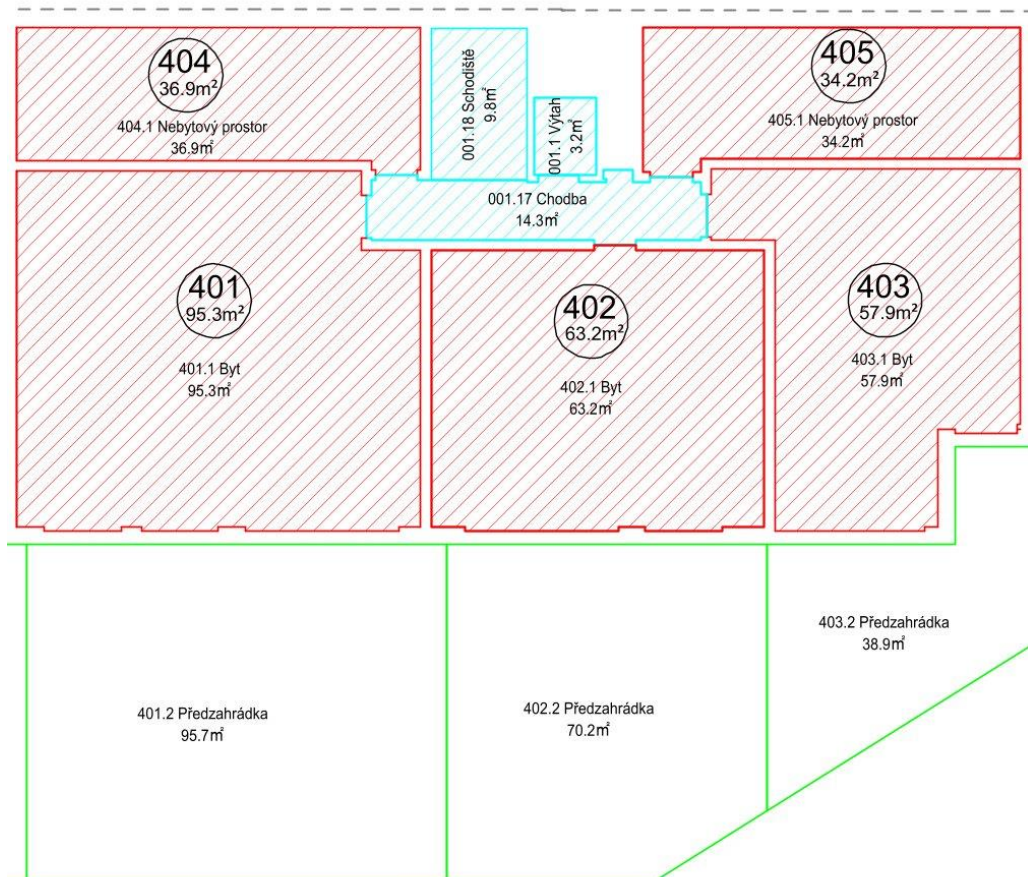 404
36.9m²
404.1 Nebytový prostor
36.9m²
001.18 Schodiště
9.8m²
001.1 Výtah
3.2m²
405
34.2m²
405.1 Nebytový prostor
34.2m²
001.17 Chodba
14.3m²
401
95.3m²
401.1 Byt
95.3m²
402
63.2m²
402.1 Byt
63.2m²
403
57.9m²
403.1 Byt
57.9m²
401.2 Předzahrádka
95.7m²
402.2 Předzahrádka
70.2m²
403.2 Předzahrádka
38.9m²